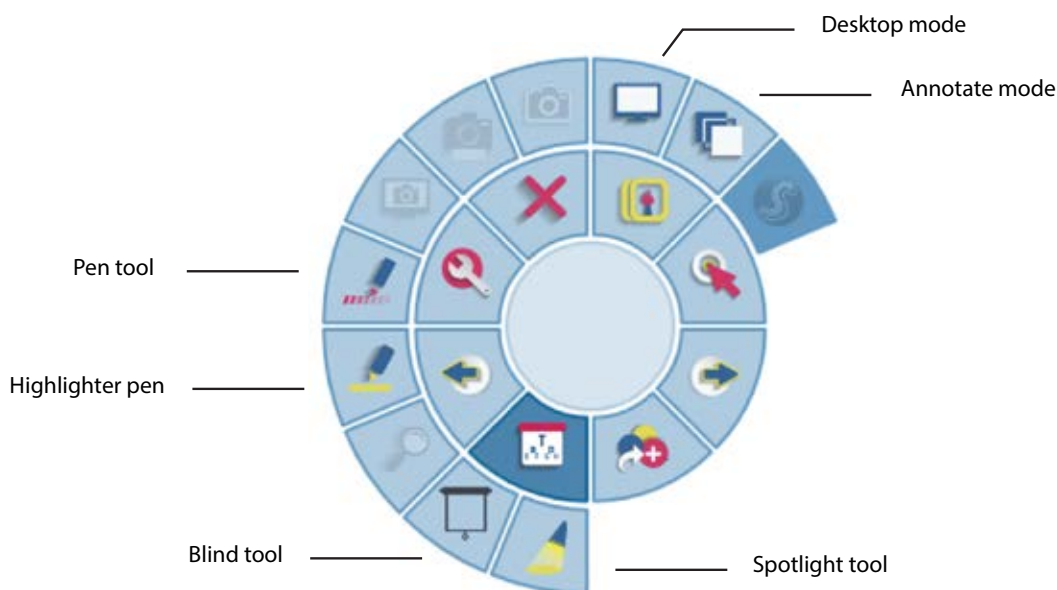 Desktop mode
Annotate mode
Pen tool
Highlighter pen
Blind tool
Spotlight tool